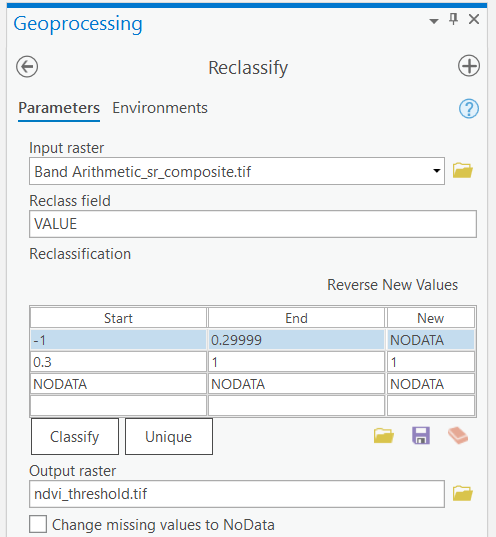 Geoprocessing
Reclassify
Parameters Environments
Input raster
Band Arithmetic_sr_composite.tif
Reclass field
VALUE
Reclassification
Reverse New Values
Start End New
-1 0.29999 NODATA
0.3 1 1
NODATA NODATA NODATA
Classify Unique
Output raster
ndvi_threshold.tif
Change missing values to NoData